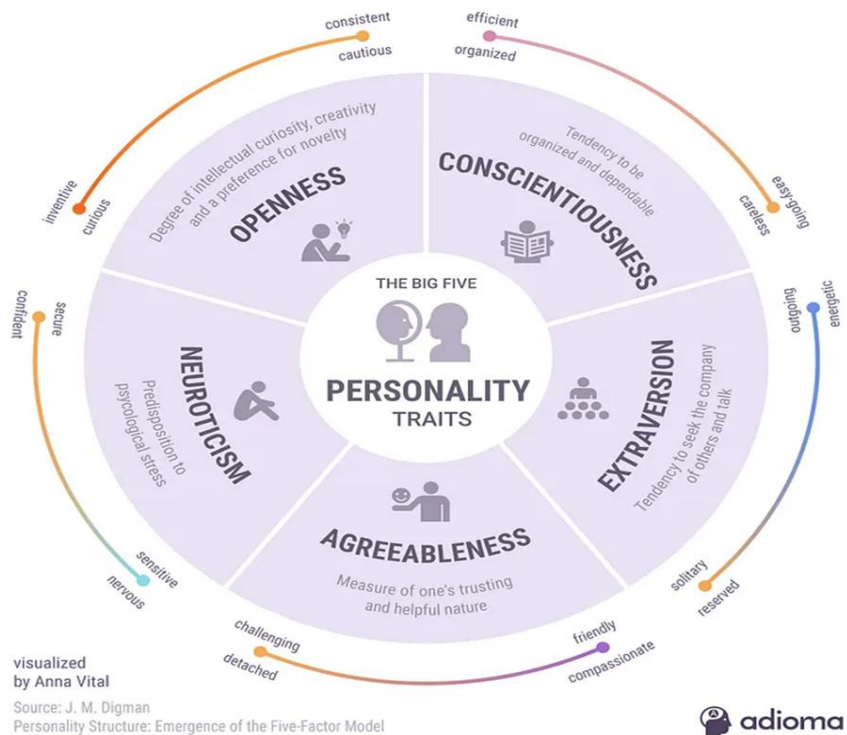 consistent
cautious
efficient
organized
inventive
curious
Degree of intellectual curiosity, creativity
and a preference for novelty
OPENNESS
Tendency to be
organized and dependable
CONSCIENTIOUSNESS
easy-going
careless
THE BIG FIVE
PERSONALITY
TRAITS
confident
secure
NEUROTICISM
Predisposition to
psycological stress
sensitive
nervous
energetic
outgoing
EXTRAVERSION
Tendency to seek the company
of others and talk
solitary
reserved
AGREEABLENESS
Measure of one's trusting
and helpful nature
challenging
detached
friendly
compassionate
visualized
by Anna Vital
Source: J. M. Digman
Personality Structure: Emergence of the Five-Factor Model
adioma